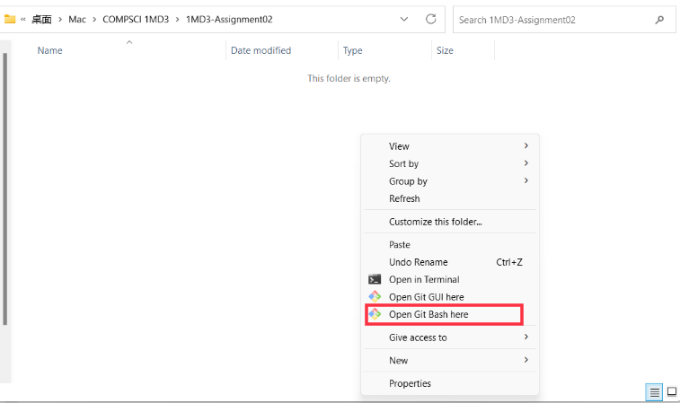 « 桌面 > Mac > COMPSCI 1MD3 > 1MD3-Assignment02
Search 1MD3-Assignment02
Name Date modified Type Size
This folder is empty.
View
Sort by
Group by
Refresh
Customize this folder...
Paste
Undo Rename Ctrl+Z
Open in Terminal
Open Git GUI here
Open Git Bash here
Give access to
New
Properties